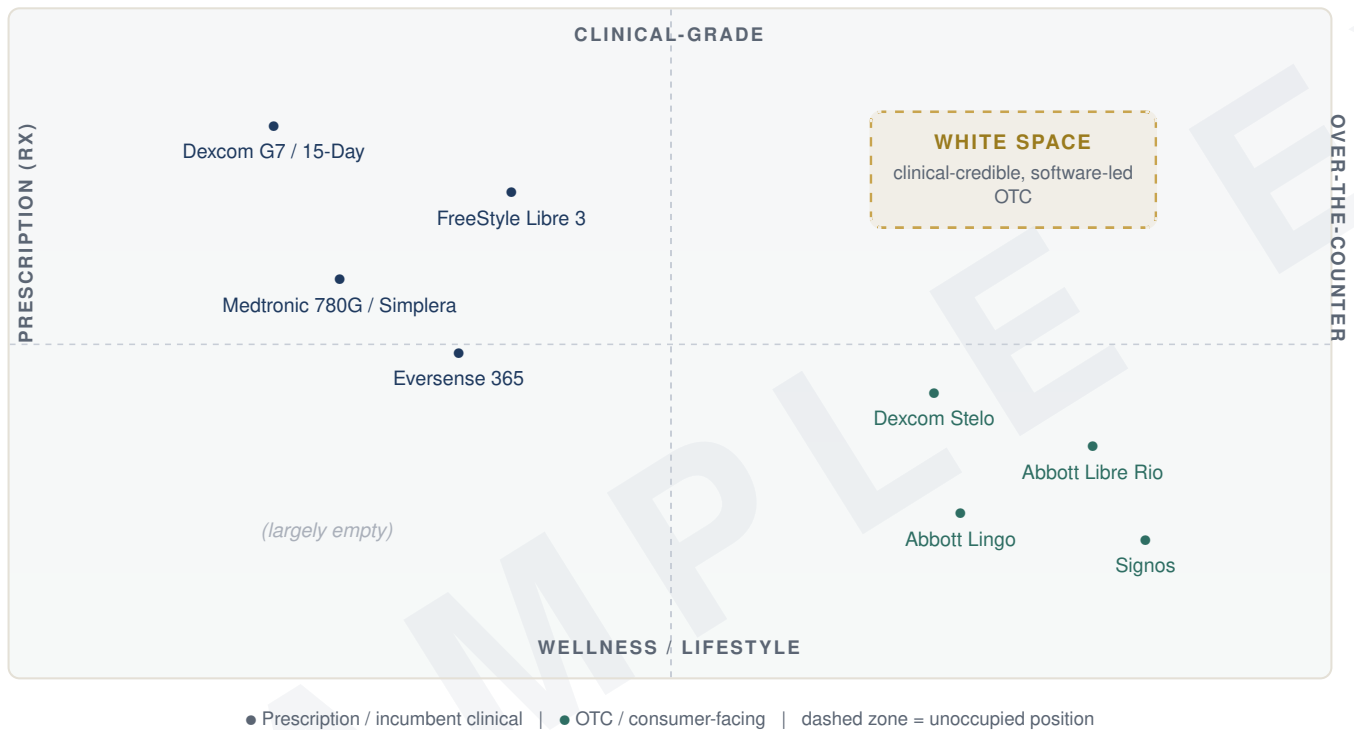 CLINICAL-GRADE
PRESCRIPTION (RX)
OVER-THE-COUNTER
Dexcom G7 / 15-Day
WHITE SPACE
clinical-credible, software-led
OTC
FreeStyle Libre 3
Medtronic 780G / Simplera
Eversense 365
Dexcom Stelo
Abbott Libre Rio
(largely empty)
Abbott Lingo
Signos
WELLNESS / LIFESTYLE
● Prescription / incumbent clinical | ● OTC / consumer-facing | dashed zone = unoccupied position
AMPLE E